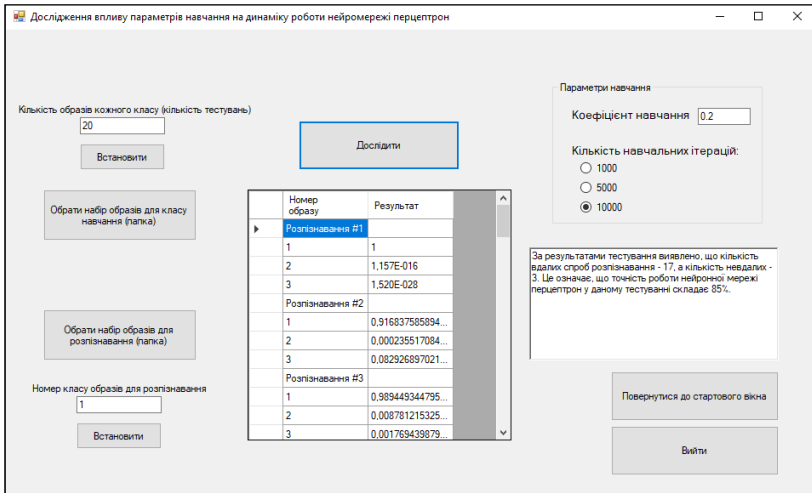 Дослідження впливу параметрів навчання на динаміку роботи нейромережі перцептрон
Кількість образів кожного класу (кількість тестувань)
20
Встановити
Обрати набір образів для класу
навчання (папка)
Обрати набір образів для
розпізнавання (папка)
Номер класу образів для розпізнавання
1
Встановити
Дослідити
Номер
образу
Результат
Розпізнавання #1
1 1
2 1,157E-016
3 1,520E-028
Розпізнавання #2
1 0,916837585894...
2 0,000235517084...
3 0,082926897021...
Розпізнавання #3
1 0,989449344795...
2 0,008781215325...
3 0,001769439879...
Параметри навчання
Коефіцієнт навчання 0.2
Кількість навчальних ітерацій:
1000
5000
10000
За результатами тестування виявлено, що кількість
вдалих спроб розпізнавання - 17, а кількість невдалих -
3. Це означає, що точність роботи нейронної мережі
перцептрон у даному тестуванні складає 85%.
Повернутися до стартового вікна
Вийти